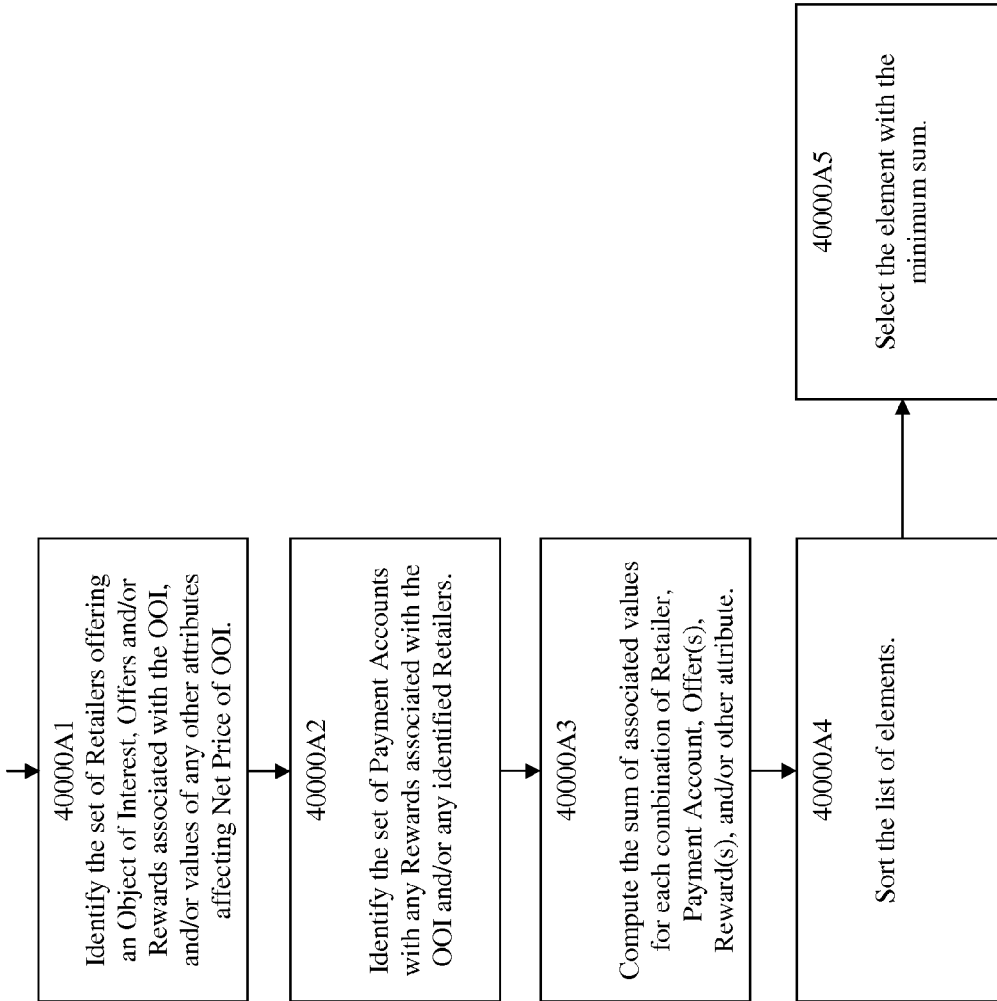 40000A1
Identify the set of Retailers offering
an Object of Interest, Offers and/or
Rewards associated with the OOI,
and/or values of any other attributes
affecting Net Price of OOI.
40000A2
Identify the set of Payment Accounts
with any Rewards associated with the
OOI and/or any identified Retailers.
40000A3
Compute the sum of associated values
for each combination of Retailer,
Payment Account, Offer(s),
Reward(s), and/or other attribute.
40000A4
Sort the list of elements.
40000A5
Select the element with the
minimum sum.